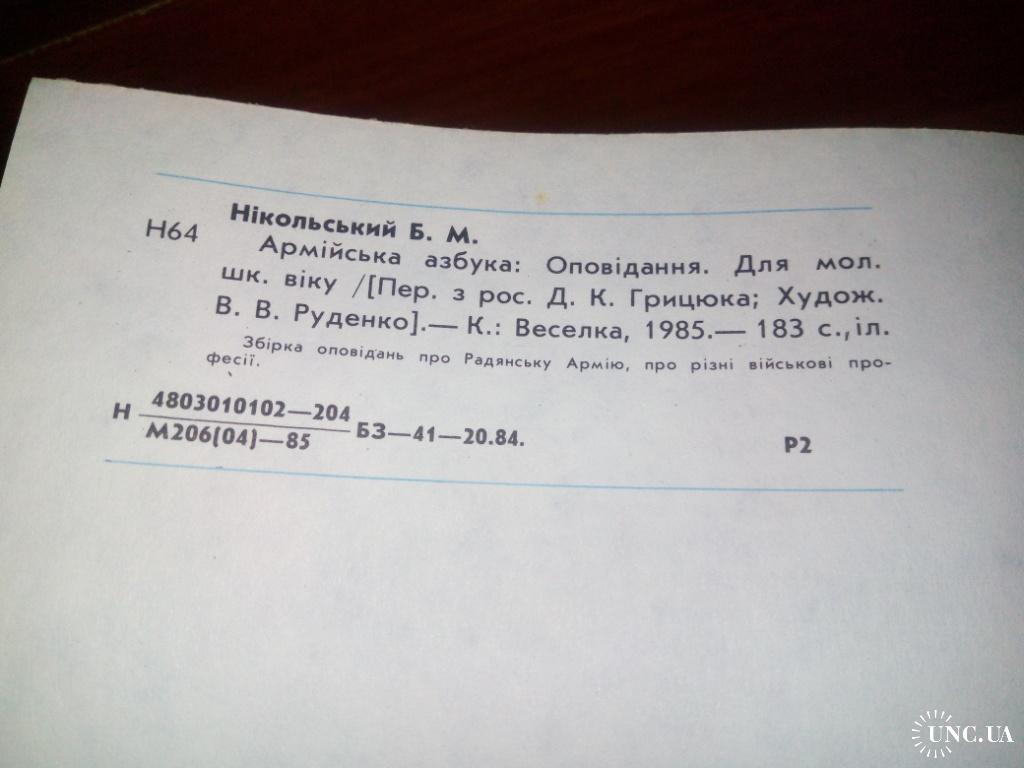 Нікольський Б. М.
Н64
Армійська азбука: Оповідання. Для мол.
шк. віку /[Пер. з рос. Д. К. Грицюка; Худож.
В. В. Руденко].— К.: Веселка, 1985.— 183 с., іл.
Збірка оповідань про Радянську Армію, про різні військові про-
фесії.
Н 4803010102—204
М206(04)—85 БЗ—41—20.84.
Р2
UNC.UA